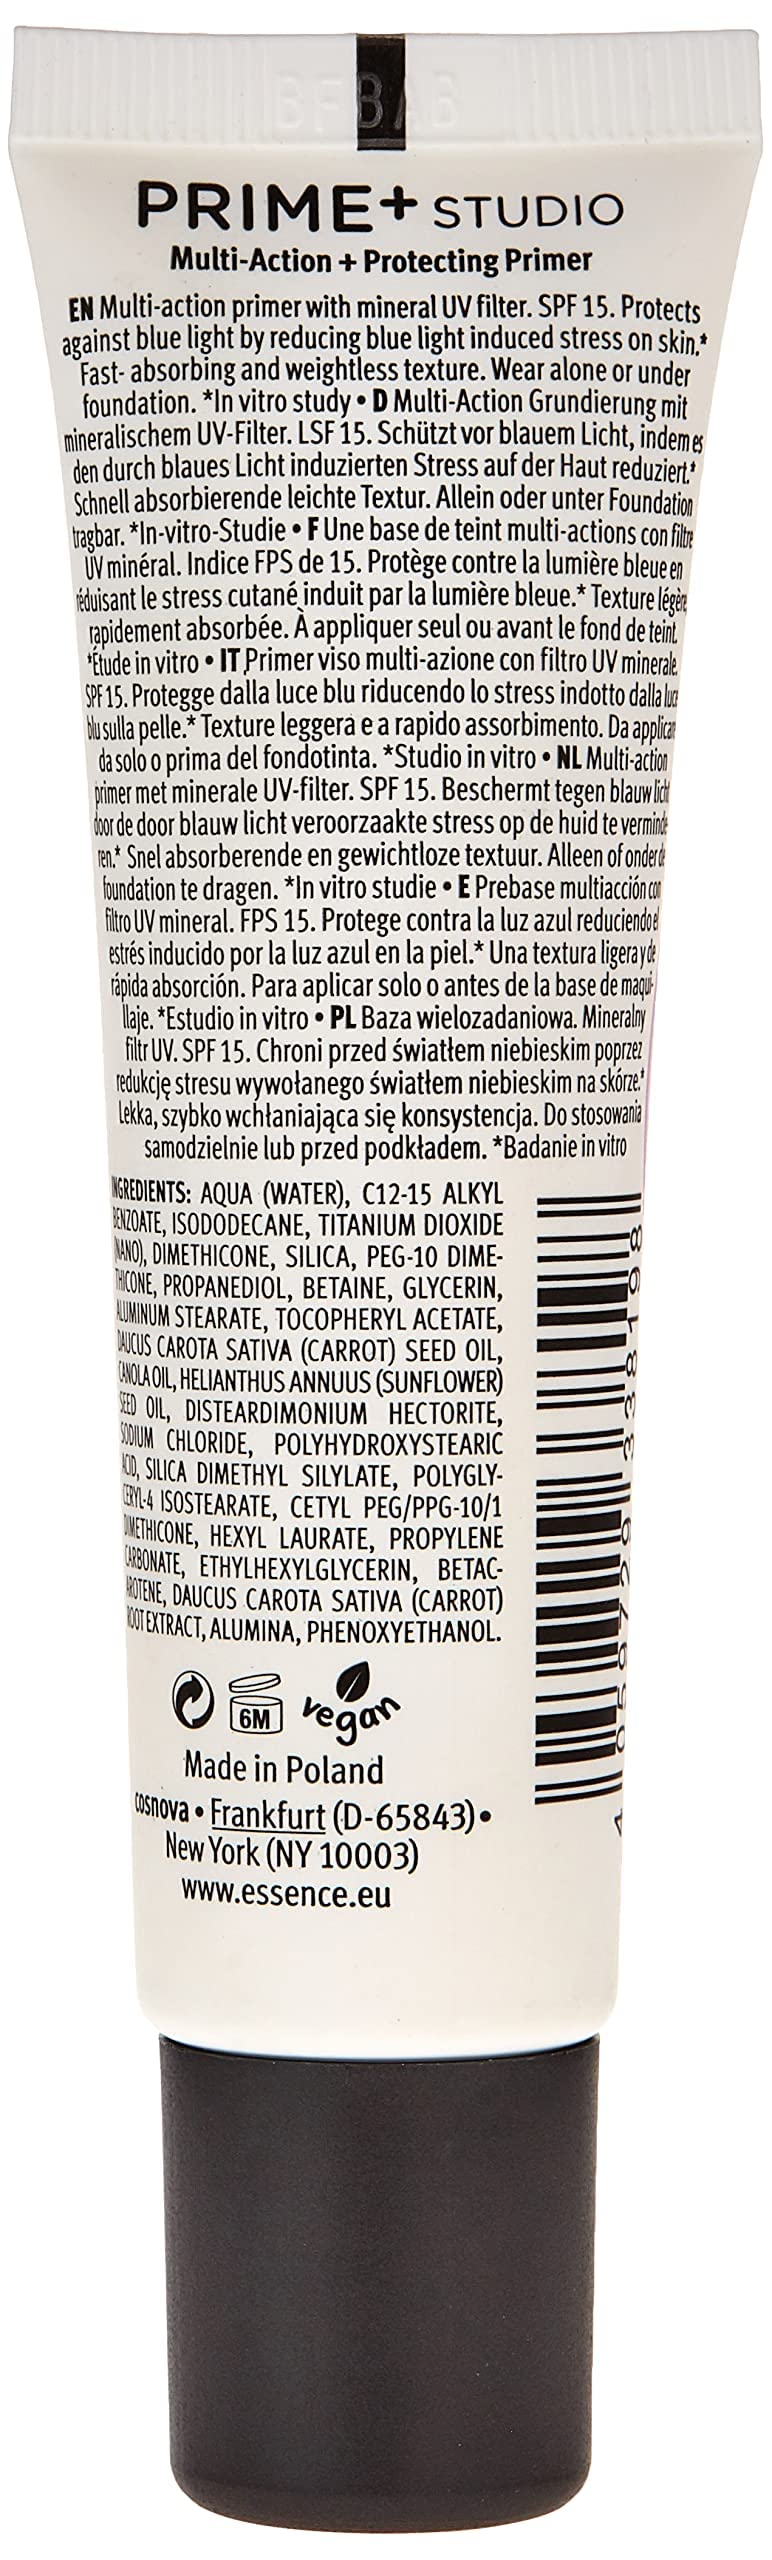 BFBAB
PRIME+ STUDIO
Multi-Action + Protecting Primer
EN Multi-action primer with mineral UV filter. SPF 15. Protects
against blue light by reducing blue light induced stress on skin.*
Fast- absorbing and weightless texture. Wear alone or under
foundation. *In vitro study • D Multi-Action Grundierung mit
mineralischem UV-Filter. LSF 15. Schützt vor blauem Licht, indem es
den durch blaues Licht induzierten Stress auf der Haut reduziert.*
Schnell absorbierende leichte Textur. Allein oder unter Foundation
tragbar. *In-vitro-Studie • F Une base de teint multi-actions con filtre
UV minéral. Indice FPS de 15. Protège contre la lumière bleue en
réduisant le stress cutané induit par la lumière bleue.* Texture légère,
rapidement absorbée. À appliquer seul ou avant le fond de teint.
*Étude in vitro • IT Primer viso multi-azione con filtro UV minerale.
SPF 15. Protegge dalla luce blu riducendo lo stress indotto dalla luce
blu sulla pelle.* Texture leggera e a rapido assorbimento. Da applicare
da solo o prima del fondotinta. *Studio in vitro • NL Multi-action
primer met minerale UV-filter. SPF 15. Beschermt tegen blauw licht
door de door blauw licht veroorzaakte stress op de huid te verminde-
ren.* Snel absorberende en gewichtloze textuur. Alleen of onder de
foundation te dragen. *In vitro studie • E Prebase multiacción con
filtro UV mineral. FPS 15. Protege contra la luz azul reduciendo el
estrés inducido por la luz azul en la piel.* Una textura ligera y de
rápida absorción. Para aplicar solo o antes de la base de maqui-
llaje. *Estudio in vitro • PL Baza wielozadaniowa. Mineralny
filtr UV. SPF 15. Chroni przed światłem niebieskim poprzez
redukcję stresu wywołanego światłem niebieskim na skórze.*
Lekka, szybko wchłaniająca się konsystencja. Do stosowania
samodzielnie lub przed podkładem. *Badanie in vitro
INGREDIENTS: AQUA (WATER), C12-15 ALKYL
BENZOATE, ISODODECANE, TITANIUM DIOXIDE
(NANO), DIMETHICONE, SILICA, PEG-10 DIME-
THICONE, PROPANEDIOL, BETAINE, GLYCERIN,
ALUMINUM STEARATE, TOCOPHERYL ACETATE,
DAUCUS CAROTA SATIVA (CARROT) SEED OIL,
CANOLA OIL, HELIANTHUS ANNUUS (SUNFLOWER)
SEED OIL, DISTEARDIMONIUM HECTORITE,
SODIUM CHLORIDE, POLYHYDROXYSTEARIC
ACID, SILICA DIMETHYL SILYLATE, POLYGLY-
CERYL-4 ISOSTEARATE, CETYL PEG/PPG-10/1
DIMETHICONE, HEXYL LAURATE, PROPYLENE
CARBONATE, ETHYLHEXYLGLYCERIN, BETAC-
AROTENE, DAUCUS CAROTA SATIVA (CARROT)
ROOT EXTRACT, ALUMINA, PHENOXYETHANOL.
4 059729 338198
6M
vegan
Made in Poland
cosnova • Frankfurt (D-65843) •
New York (NY 10003)
www.essence.eu